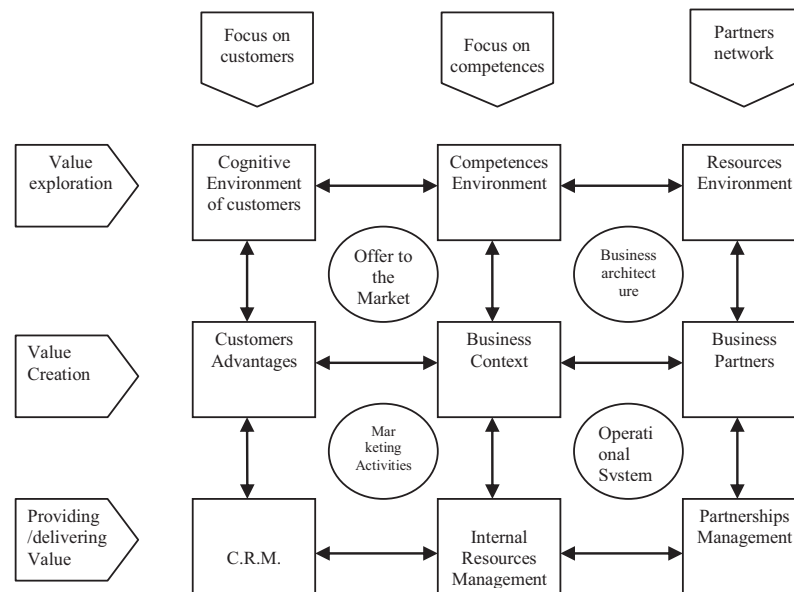 Focus on
customers
Focus on
competences
Partners
network
Value
exploration
Cognitive
Environment
of customers
Competences
Environment
Resources
Environment
Offer to
the
Market
Business
architect
ure
Value
Creation
Customers
Advantages
Business
Context
Business
Partners
Mar
keting
Activities
Operati
onal
System
Providing
/delivering
Value
C.R.M.
Internal
Resources
Management
Partnerships
Management